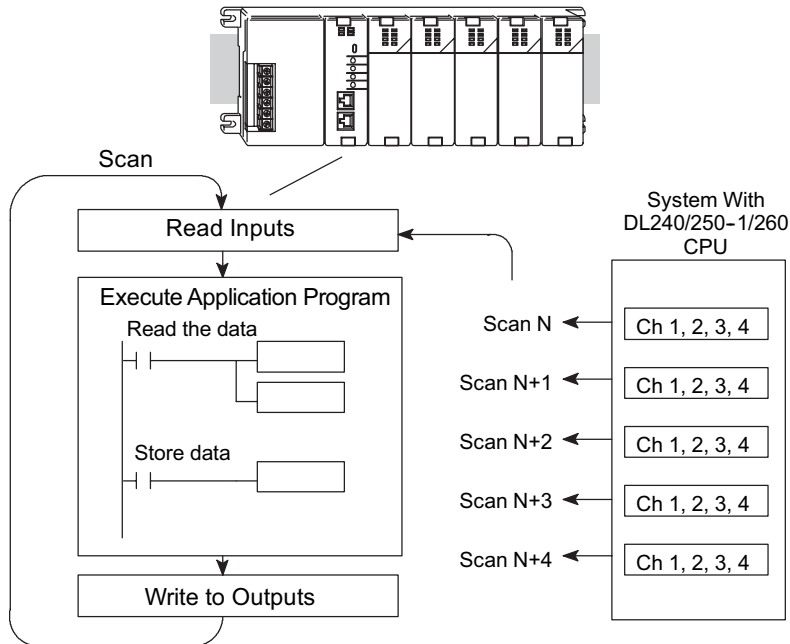 Scan
Read Inputs
Execute Application Program
Read the data
Store data
Write to Outputs
System With
DL240/250-1/260
CPU
Scan N
Ch 1, 2, 3, 4
Scan N+1
Ch 1, 2, 3, 4
Scan N+2
Ch 1, 2, 3, 4
Scan N+3
Ch 1, 2, 3, 4
Scan N+4
Ch 1, 2, 3, 4